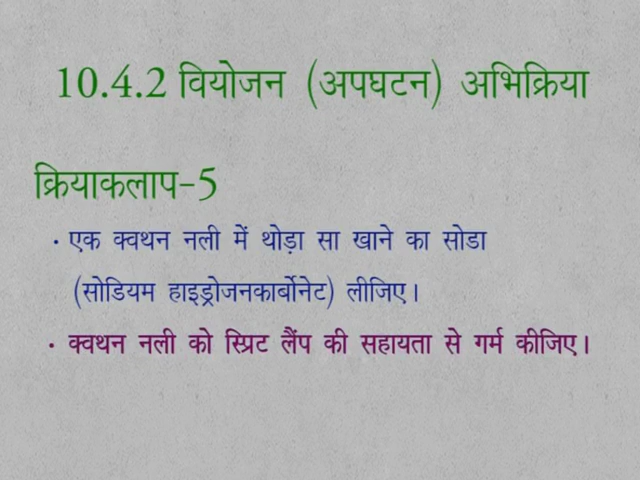 10.4.2 वियोजन (अपघटन) अभिक्रिया
क्रियाकलाप-5
• एक क्वथन नली में थोड़ा सा खाने का सोडा
(सोडियम हाइड्रोजनकार्बोनेट) लीजिए।
• क्वथन नली को स्प्रिट लैंप की सहायता से गर्म कीजिए।